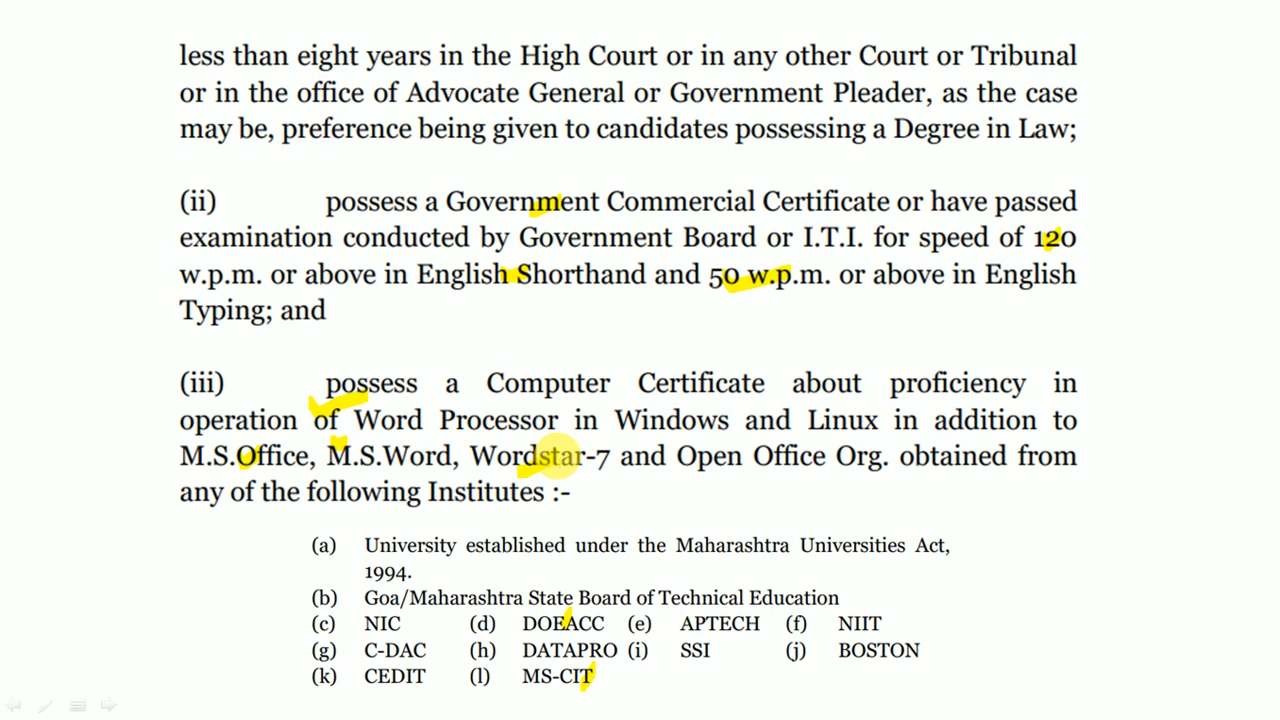 less than eight years in the High Court or in any other Court or Tribunal
or in the office of Advocate General or Government Pleader, as the case
may be, preference being given to candidates possessing a Degree in Law;
(ii) possess a Government Commercial Certificate or have passed
examination conducted by Government Board or I.T.I. for speed of 120
w.p.m. or above in English Shorthand and 50 w.p.m. or above in English
Typing; and
(iii) possess a Computer Certificate about proficiency in
operation of Word Processor in Windows and Linux in addition to
M.S.Office, M.S.Word, Wordstar-7 and Open Office Org. obtained from
any of the following Institutes :-
(a) University established under the Maharashtra Universities Act,
1994.
(b) Goa/Maharashtra State Board of Technical Education
(c) NIC (d) DOEACC (e) APTECH (f) NIIT
(g) C-DAC (h) DATAPRO (i) SSI (j) BOSTON
(k) CEDIT (l) MS-CIT